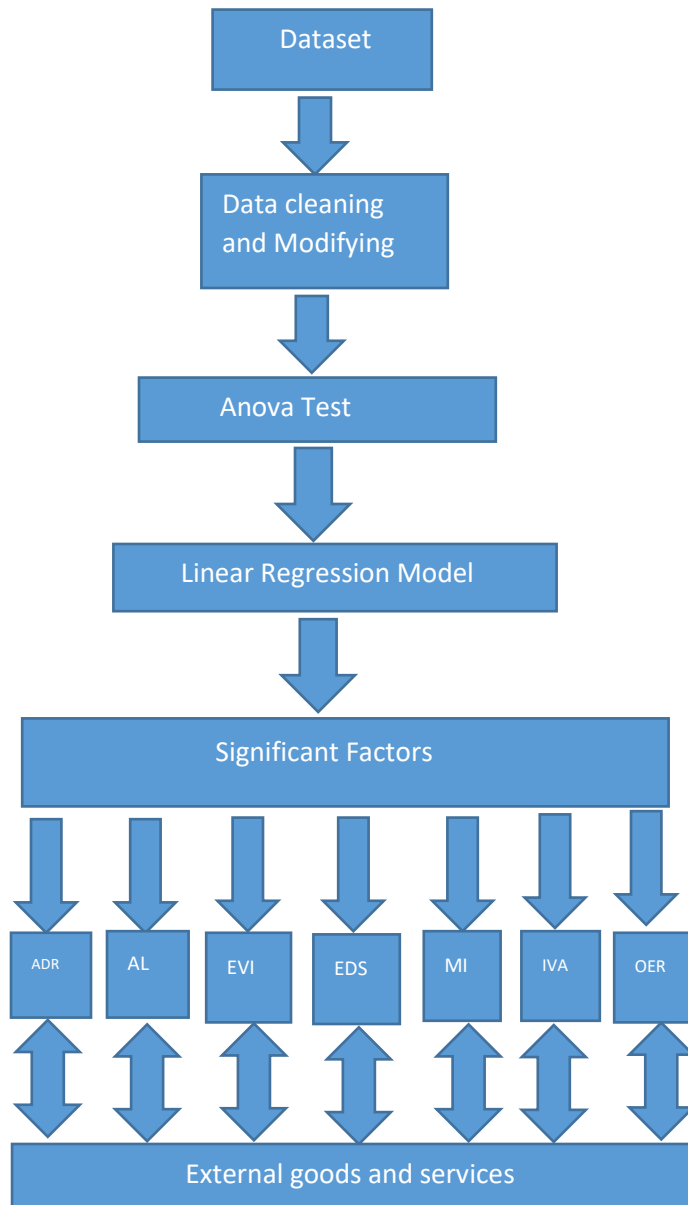 Dataset
Data cleaning
and Modifying
Anova Test
Linear Regression Model
Significant Factors
ADR
AL
EVI
EDS
MI
IVA
OER
External goods and services